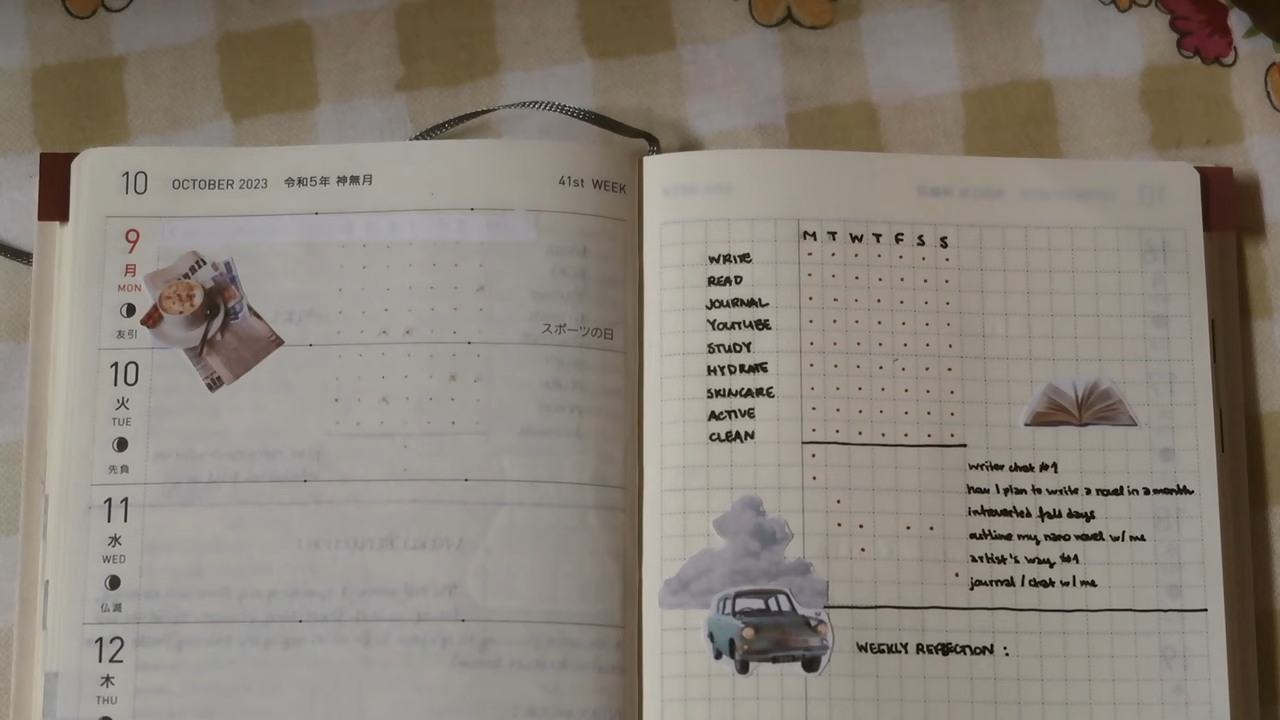 10 OCTOBER 2023 令和5年 神無月 41st WEEK
9
月
MON
友引
スポーツの日
10
火
TUE
先負
11
水
WED
仏滅
12
木
THU
M T W T F S S
WRITE
READ
JOURNAL
YOUTUBE
STUDY
HYDRATE
SKINCARE
ACTIVE
CLEAN
writer chat #1
how I plan to write a novel in a month
introverted fall days
outline my nano novel w/ me
artist's way #1
journal / chat w/ me
WEEKLY REFLECTION :